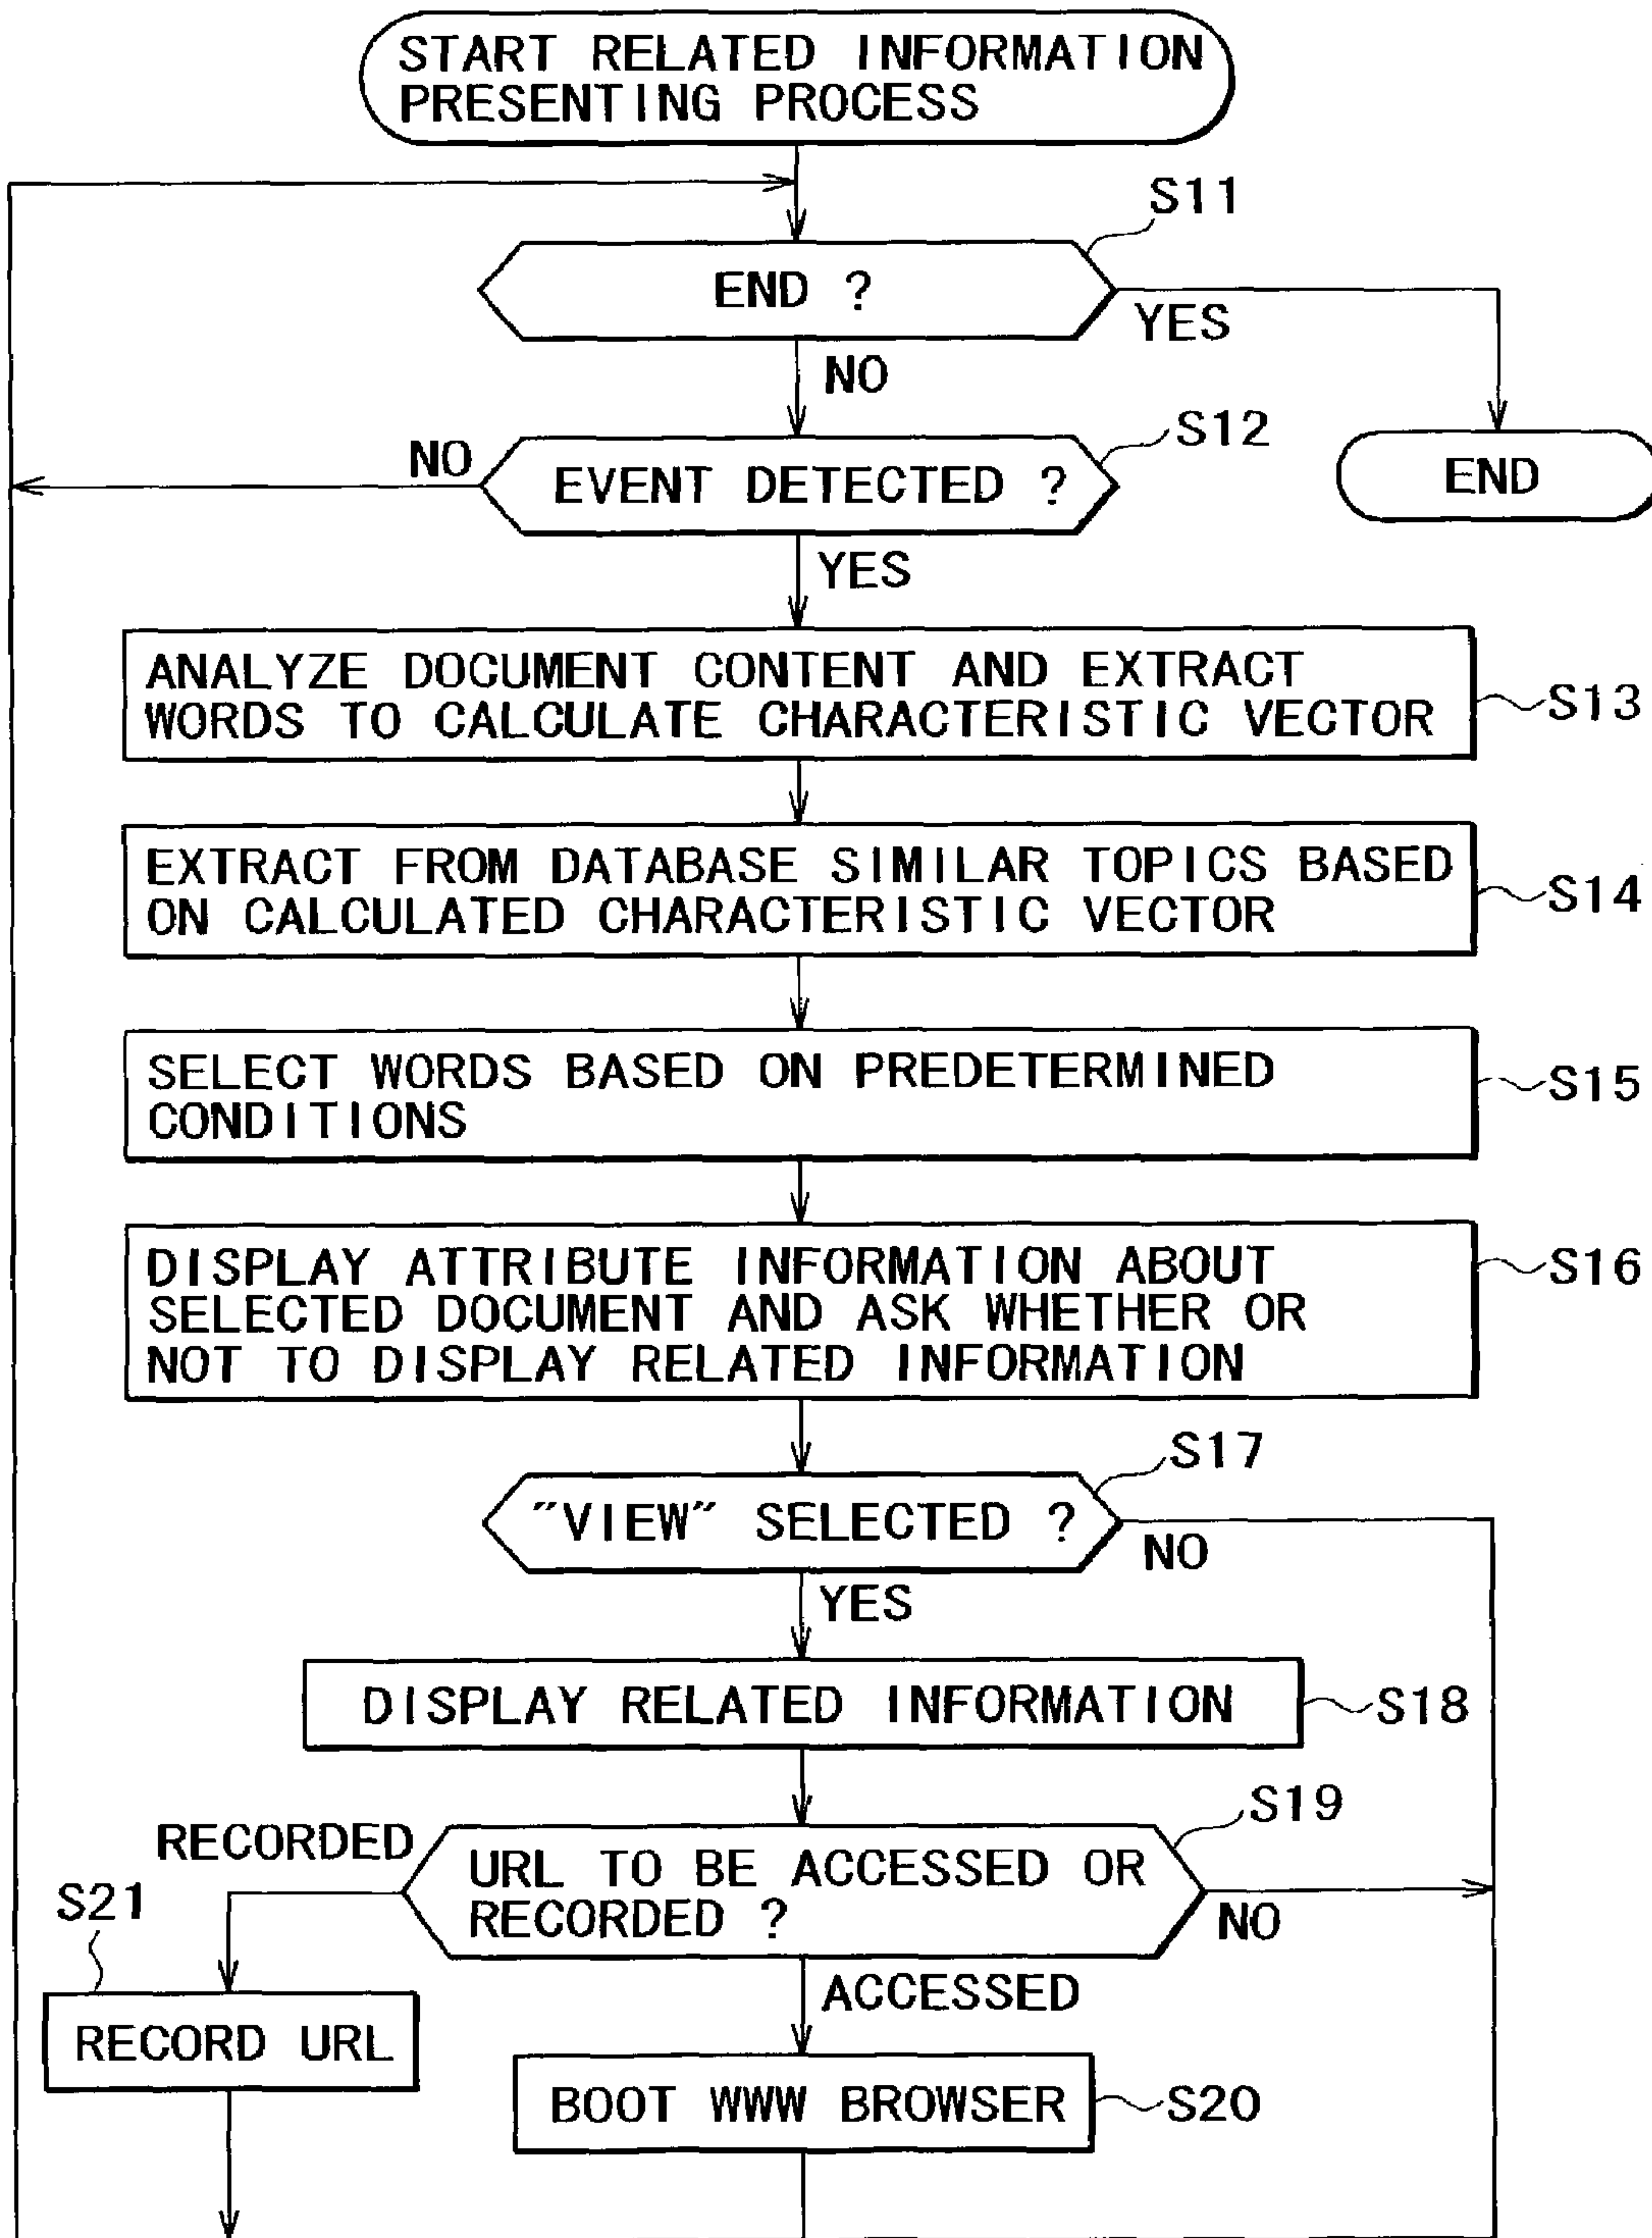 START RELATED INFORMATION
PRESENTING PROCESS
S11
END ?
YES
NO
S12
NO
EVENT DETECTED ?
END
YES
ANALYZE DOCUMENT CONTENT AND EXTRACT
WORDS TO CALCULATE CHARACTERISTIC VECTOR
S13
EXTRACT FROM DATABASE SIMILAR TOPICS BASED
ON CALCULATED CHARACTERISTIC VECTOR
S14
SELECT WORDS BASED ON PREDETERMINED
CONDITIONS
S15
DISPLAY ATTRIBUTE INFORMATION ABOUT
SELECTED DOCUMENT AND ASK WHETHER OR
NOT TO DISPLAY RELATED INFORMATION
S16
S17
"VIEW" SELECTED ?
NO
YES
DISPLAY RELATED INFORMATION
S18
S19
RECORDED
URL TO BE ACCESSED OR
RECORDED ?
NO
S21
ACCESSED
RECORD URL
BOOT WWW BROWSER
S20